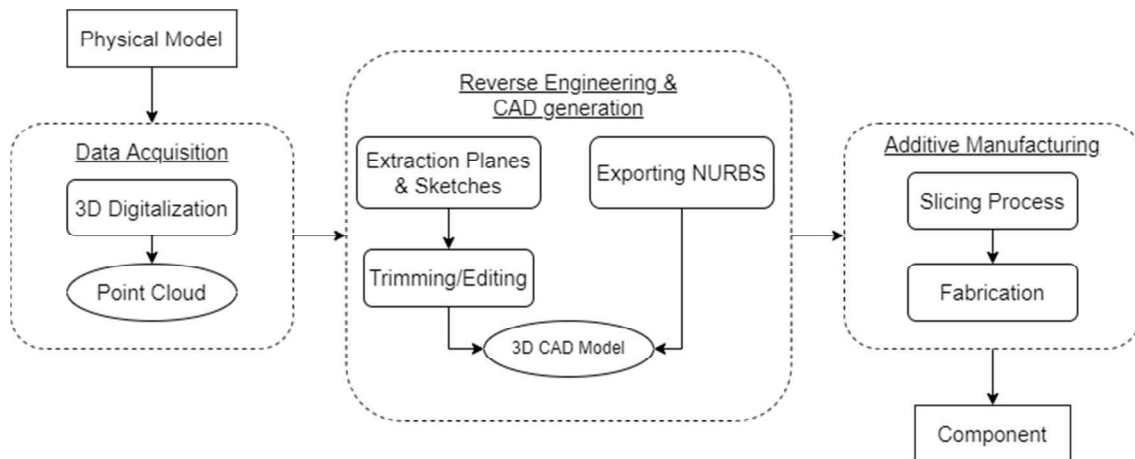 Physical Model
Data Acquisition
3D Digitalization
Point Cloud
Reverse Engineering &
CAD generation
Extraction Planes
& Sketches
Exporting NURBS
Trimming/Editing
3D CAD Model
Additive Manufacturing
Slicing Process
Fabrication
Component